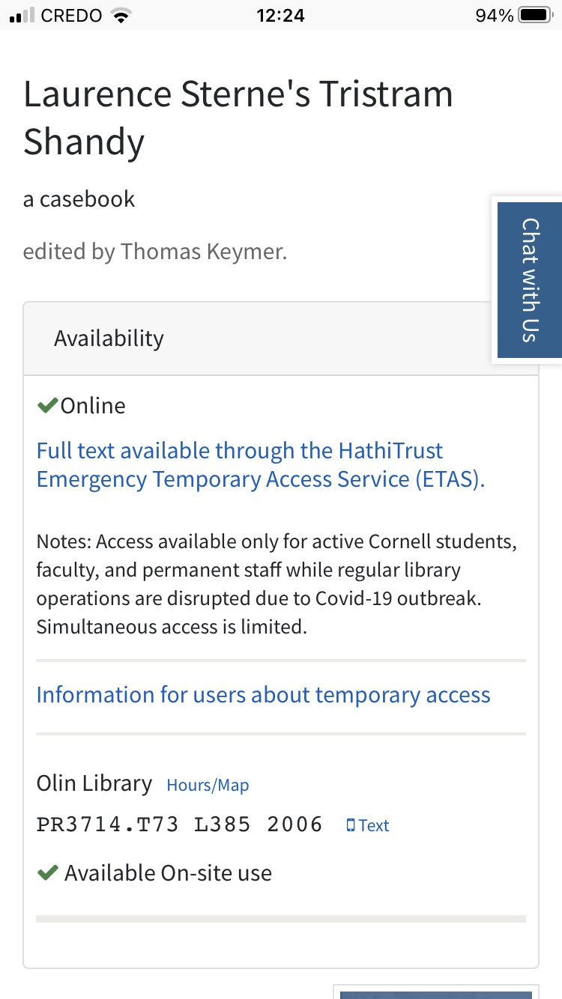 CREDO 12:24 94%
Laurence Sterne's Tristram
Shandy
a casebook
edited by Thomas Keymer.
Chat with Us
Availability
Online
Full text available through the HathiTrust
Emergency Temporary Access Service (ETAS).
Notes: Access available only for active Cornell students,
faculty, and permanent staff while regular library
operations are disrupted due to Covid-19 outbreak.
Simultaneous access is limited.
Information for users about temporary access
Olin Library Hours/Map
PR3714.T73 L385 2006 Text
Available On-site use